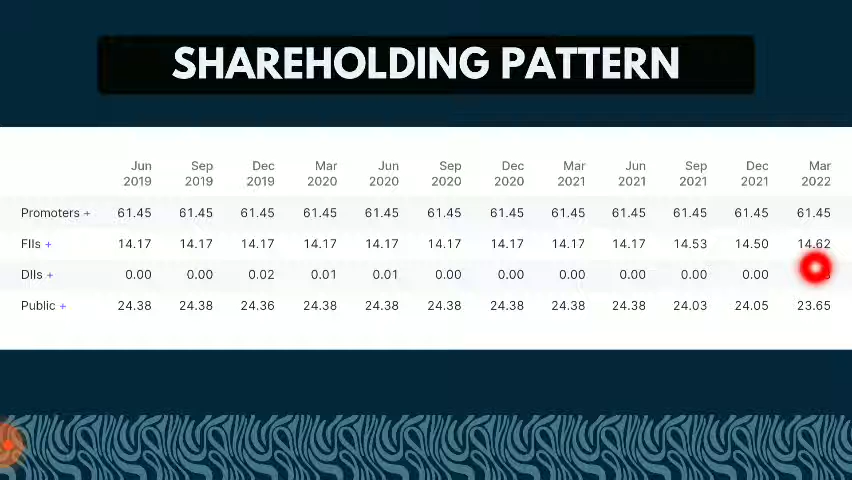 SHAREHOLDING PATTERN
Jun 2019 Sep 2019 Dec 2019 Mar 2020 Jun 2020 Sep 2020 Dec 2020 Mar 2021 Jun 2021 Sep 2021 Dec 2021 Mar 2022
Promoters + 61.45 61.45 61.45 61.45 61.45 61.45 61.45 61.45 61.45 61.45 61.45 61.45
FIIs + 14.17 14.17 14.17 14.17 14.17 14.17 14.17 14.17 14.17 14.53 14.50 14.62
DIIs + 0.00 0.00 0.02 0.01 0.01 0.00 0.00 0.00 0.00 0.00 0.00
Public + 24.38 24.38 24.36 24.38 24.38 24.38 24.38 24.38 24.38 24.03 24.05 23.65